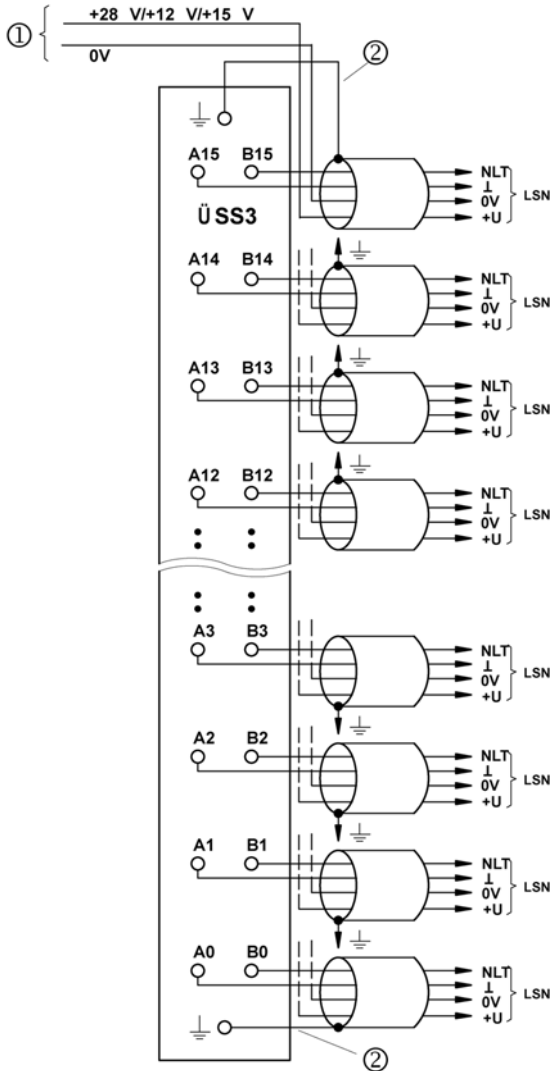 +28 V/+12 V/+15 V
①
0V
②
A15 B15
NLT
⊥
0V
+U
LSN
ÜSS3
A14 B14
NLT
⊥
0V
+U
LSN
A13 B13
NLT
⊥
0V
+U
LSN
A12 B12
NLT
⊥
0V
+U
LSN
A3 B3
NLT
⊥
0V
+U
LSN
A2 B2
NLT
⊥
0V
+U
LSN
A1 B1
NLT
⊥
0V
+U
LSN
A0 B0
NLT
⊥
0V
+U
LSN
②